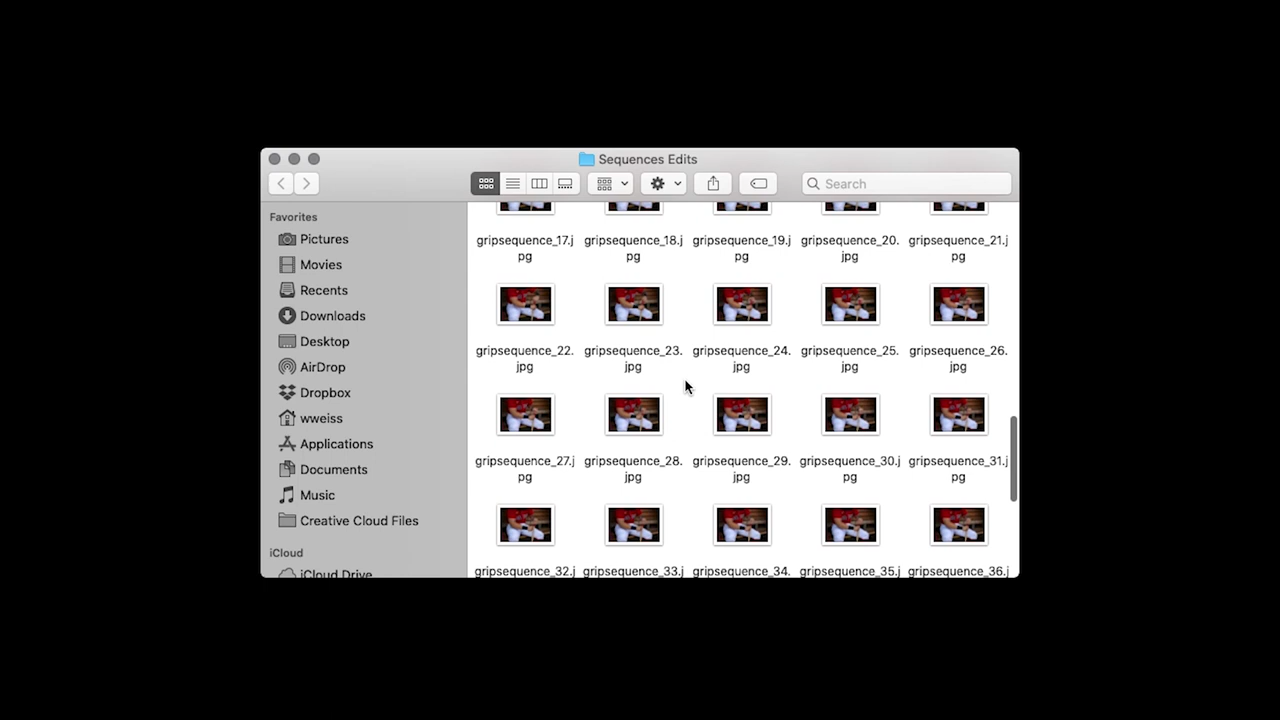 Sequences Edits
Search
Favorites
Pictures
Movies
Recents
Downloads
Desktop
AirDrop
Dropbox
wweiss
Applications
Documents
Music
Creative Cloud Files
iCloud
iCloud Drive
gripsequence_17.j
pg
gripsequence_18.j
pg
gripsequence_19.j
pg
gripsequence_20.
jpg
gripsequence_21.j
pg
gripsequence_22.
jpg
gripsequence_23.
jpg
gripsequence_24.
jpg
gripsequence_25.
jpg
gripsequence_26.
jpg
gripsequence_27.j
pg
gripsequence_28.
jpg
gripsequence_29.
jpg
gripsequence_30.j
pg
gripsequence_31.j
pg
gripsequence_32.j
gripsequence_33.j
gripsequence_34.
gripsequence_35.j
gripsequence_36.j